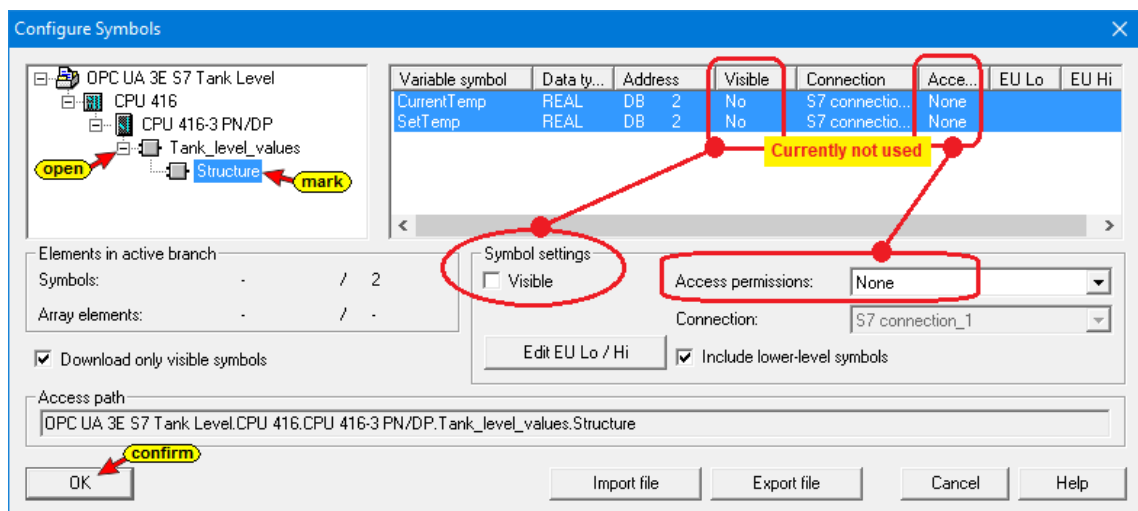 Configure Symbols
OPC UA 3E S7 Tank Level
CPU 416
CPU 416-3 PN/DP
Tank_level_values
open
Structure
mark
Variable symbol Data ty... Address Visible Connection Acce... EU Lo EU Hi
CurrentTemp REAL DB 2 No S7 connectio... None
SetTemp REAL DB 2 No S7 connectio... None
Currently not used
Elements in active branch
Symbols: - / 2
Array elements: - / -
Download only visible symbols
Symbol settings
Visible
Access permissions: None
Connection: S7 connection_1
Edit EU Lo / Hi
Include lower-level symbols
Access path
OPC UA 3E S7 Tank Level.CPU 416.CPU 416-3 PN/DP.Tank_level_values.Structure
confirm
OK Import file Export file Cancel Help